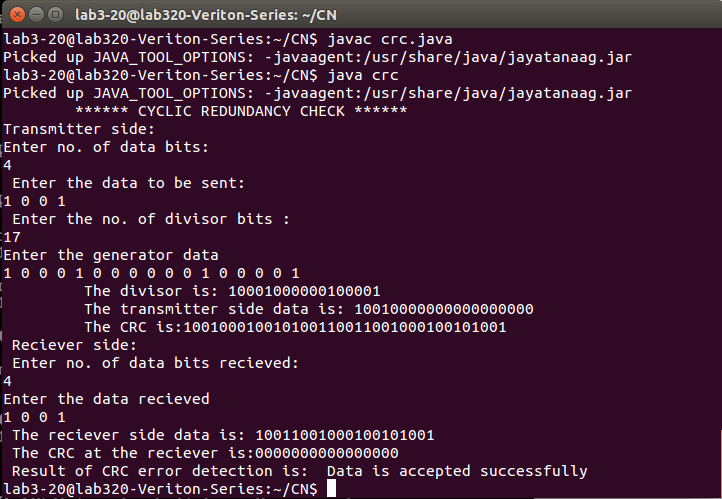 lab3-20@lab320-Veriton-Series: ~/CN
lab3-20@lab320-Veriton-Series:~/CN$ javac crc.java
Picked up JAVA_TOOL_OPTIONS: -javaagent:/usr/share/java/jayatanaag.jar
lab3-20@lab320-Veriton-Series:~/CN$ java crc
Picked up JAVA_TOOL_OPTIONS: -javaagent:/usr/share/java/jayatanaag.jar
****** CYCLIC REDUNDANCY CHECK ******
Transmitter side:
Enter no. of data bits:
4
Enter the data to be sent:
1 0 0 1
Enter the no. of divisor bits :
17
Enter the generator data
1 0 0 0 1 0 0 0 0 0 0 1 0 0 0 0 1
The divisor is: 10001000000100001
The transmitter side data is: 10010000000000000000
The CRC is:100100010010100110011001000100101001
Reciever side:
Enter no. of data bits recieved:
4
Enter the data recieved
1 0 0 1
The reciever side data is: 10011001000100101001
The CRC at the reciever is:0000000000000000
Result of CRC error detection is:  Data is accepted successfully
lab3-20@lab320-Veriton-Series:~/CN$